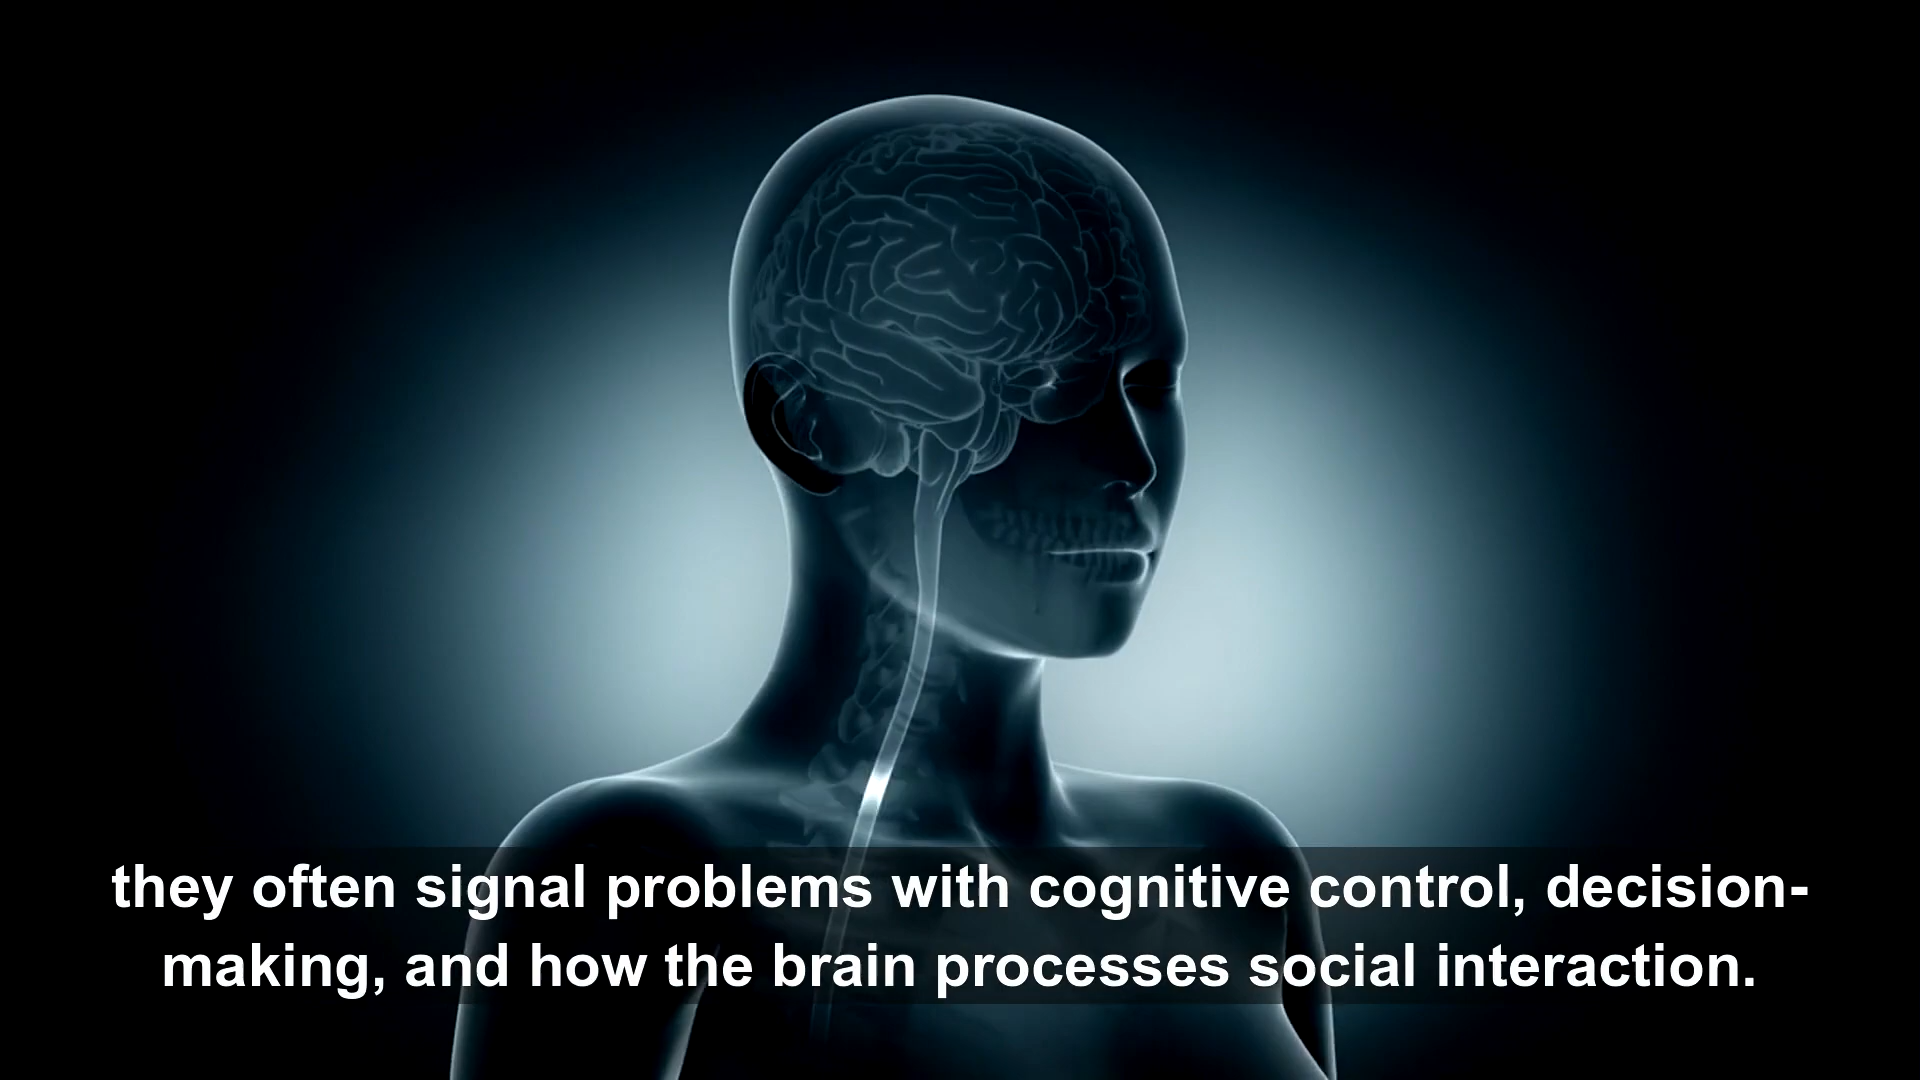 they often signal problems with cognitive control, decision-
making, and how the brain processes social interaction.